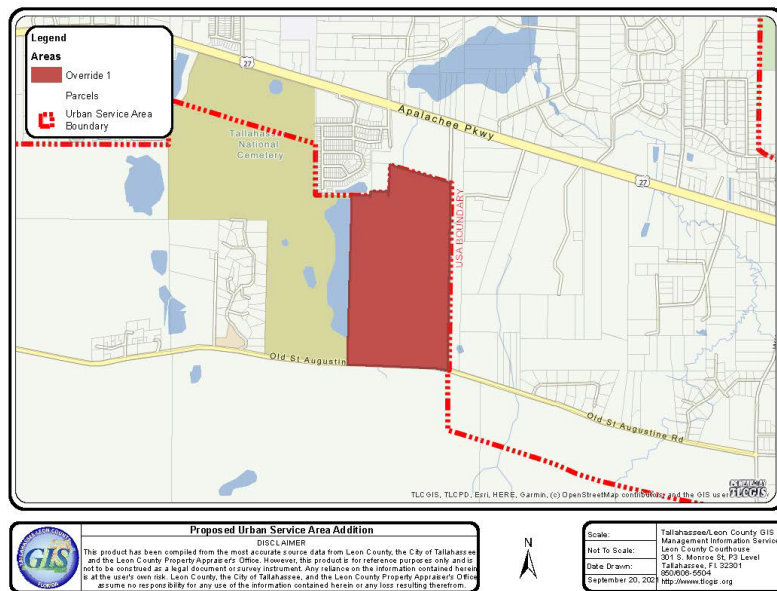 Legend
Areas
Override 1
Parcels
Urban Service Area
Boundary
27
Apalachee Pkwy
Tallahassee
National
Cemetery
27
USA BOUNDARY
Old St Augustin
Old St Augustine Rd
TLCGIS, TLCPD, Esri, HERE, Garmin, (c) OpenStreetMap contributors, and the GIS user
TLCGIS
TALLAHASSEE-LEON COUNTY
GIS
FLORIDA
Proposed Urban Service Area Addition
DISCLAIMER
This product has been compiled from the most accurate source data from Leon County, the City of Tallahassee
and the Leon County Property Appraiser's Office. However, this product is for reference purposes only and is
not to be construed as a legal document or survey instrument. Any reliance on the information contained herein
is at the user's own risk. Leon County, the City of Tallahassee, and the Leon County Property Appraiser's Office
assume no responsibility for any use of the information contained herein or any loss resulting therefrom.
N
Scale:
Not To Scale:
Date Drawn:
September 20, 2021
Tallahassee/Leon County GIS
Management Information Service
Leon County Courthouse
301 S. Monroe St, P3 Level
Tallahassee, Fl. 32301
850/606-5504
http://www.tlcgis.org